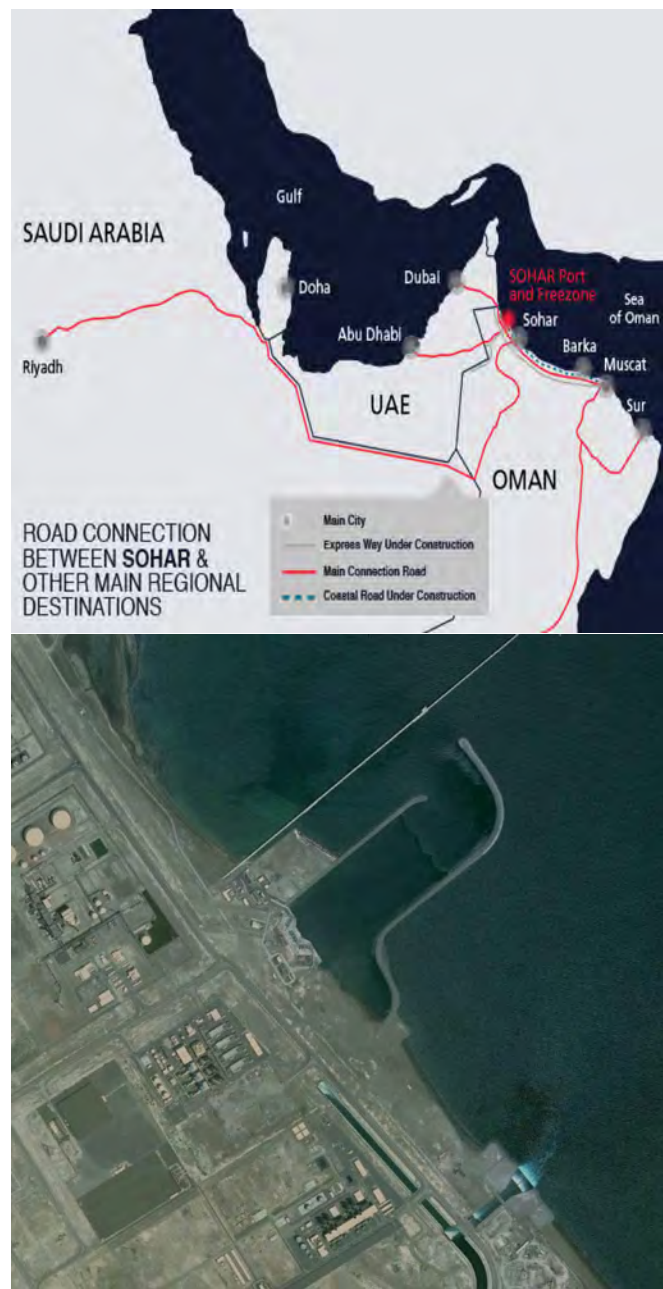 Gulf
SAUDI ARABIA
Doha
Dubai
SOHAR Port
and Freezone
Sea
of Oman
Sohar
Abu Dhabi
Barka
Muscat
Riyadh
UAE
Sur
OMAN
ROAD CONNECTION
BETWEEN SOHAR &
OTHER MAIN REGIONAL
DESTINATIONS
Main City
Express Way Under Construction
Main Connection Road
Coastal Road Under Construction